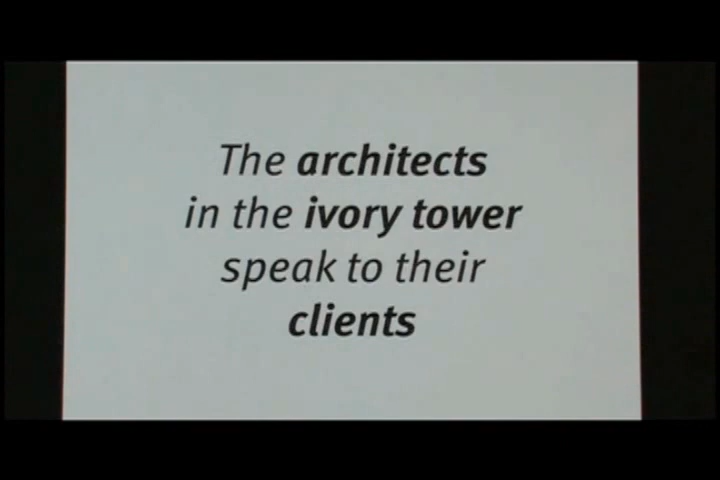 The architects
in the ivory tower
speak to their
clients